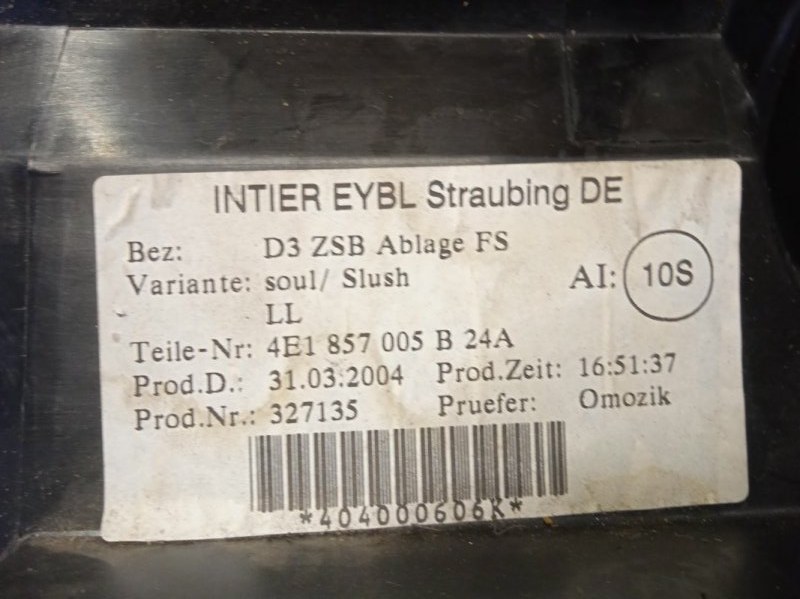 INTIER EYBL Straubing DE
Bez: D3 ZSB Ablage FS
Variante: soul/ Slush AI: 10S
LL
Teile-Nr: 4E1 857 005 B 24A
Prod.D.: 31.03.2004 Prod.Zeit: 16:51:37
Prod.Nr.: 327135 Pruefer: Omozik
*404000606K*